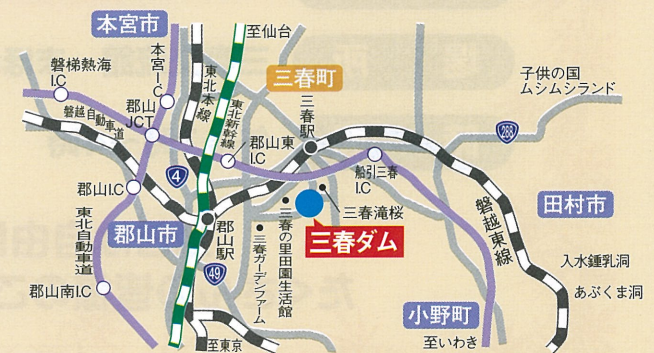 本宮市
至仙台
磐梯熱海
I.C
本宮I.C
東北本線
東北新幹線
三春町
子供の国
ムシムシランド
磐越自動車道
郡山
JCT
郡山東
I.C
三春駅
288
4
船引三春
I.C
郡山I.C
三春滝桜
田村市
東北自動車道
郡山市
郡山駅
三春の里田園生活館
三春ダム
磐越東線
49
三春ガーデンファーム
入水鍾乳洞
あぶくま洞
郡山南I.C
小野町
至東京
至いわき